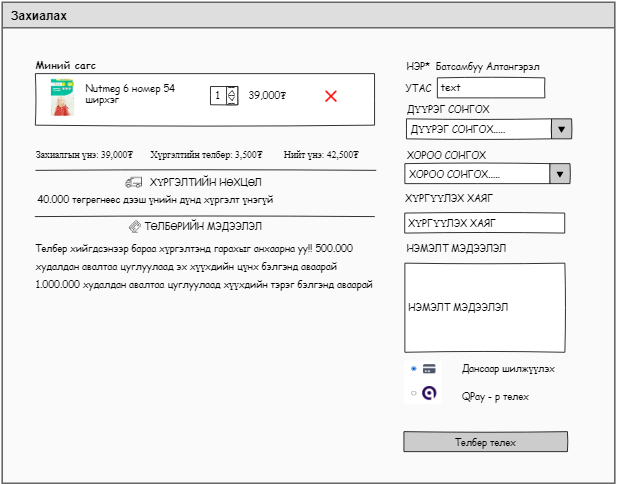 Захиалах
Миний сагс
Nutmeg 6 номер 54
ширхэг
1
39,000₮
Захиалгын үнэ: 39,000₮ Хүргэлтийн төлбөр: 3,500₮ Нийт үнэ: 42,500₮
ХҮРГЭЛТИЙН НӨХЦӨЛ
40.000 төгрөгнөөс дээш үнийн дүнд хүргэлт үнэгүй
ТӨЛБӨРИЙН МЭДЭЭЛЭЛ
Төлбөр хийгдсэнээр бараа хүргэлтэнд гарахыг анхаарна уу!! 500.000
худалдан авалтаа цуглуулаад эх хүүхдийн цүнх бэлгэнд аваарай
1.000.000 худалдан авалтаа цуглуулаад хүүхдийн тэрэг бэлгэнд аваарай
НЭР* Батсамбуу Алтангэрэл
УТАС text
ДҮҮРЭГ СОНГОХ
ДҮҮРЭГ СОНГОХ.....
ХОРОО СОНГОХ
ХОРОО СОНГОХ.....
ХҮРГҮҮЛЭХ ХАЯГ
ХҮРГҮҮЛЭХ ХАЯГ
НЭМЭЛТ МЭДЭЭЛЭЛ
НЭМЭЛТ МЭДЭЭЛЭЛ
Дансаар шилжүүлэх
QPay - р төлөх
Төлбөр төлөх